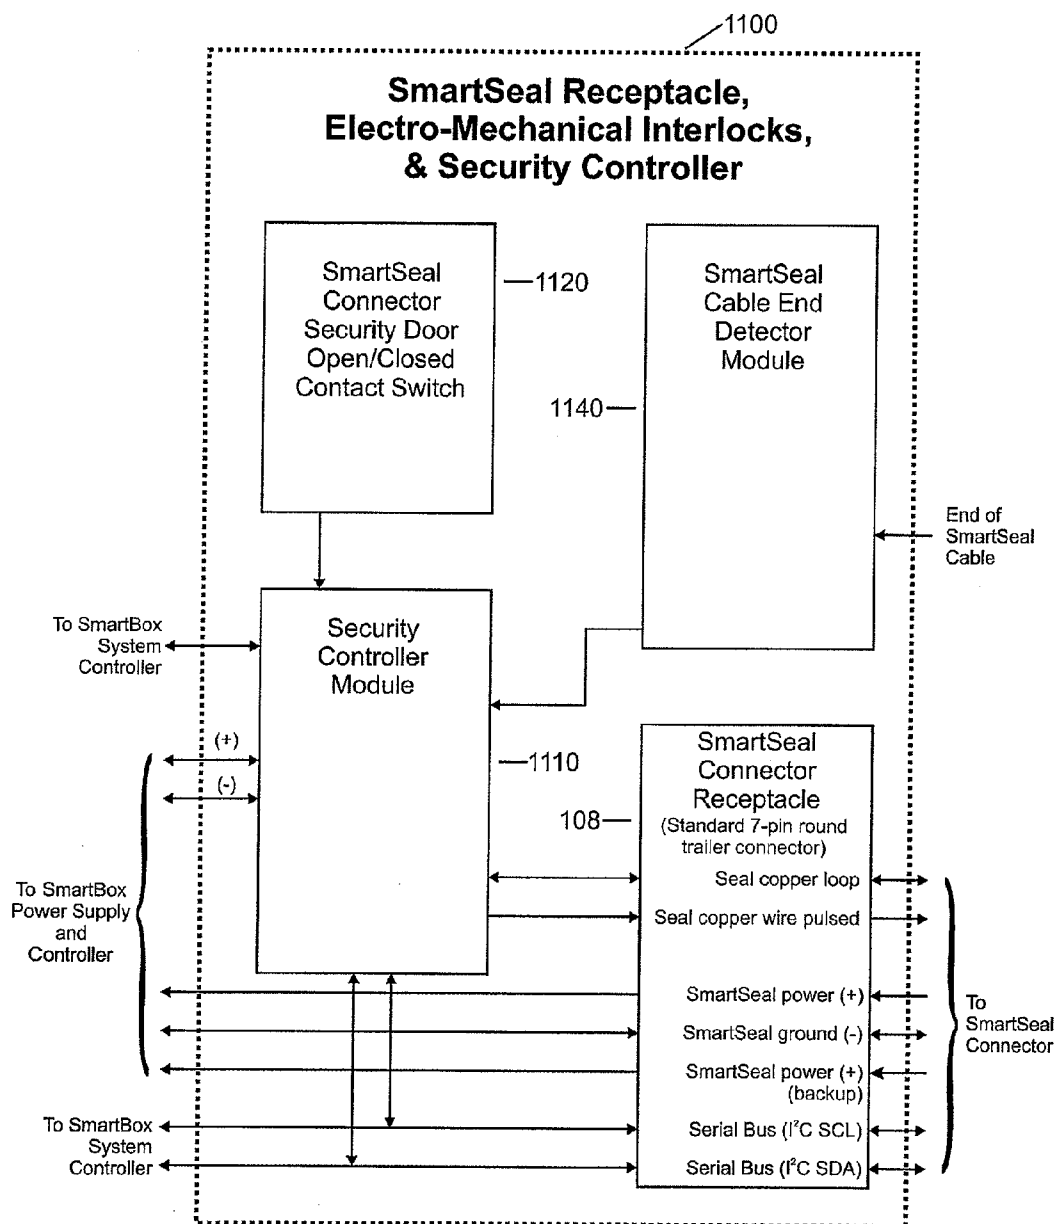 1100
SmartSeal Receptacle,
Electro-Mechanical Interlocks,
& Security Controller
SmartSeal
Connector
Security Door
Open/Closed
Contact Switch
1120
SmartSeal
Cable End
Detector
Module
1140
End of
SmartSeal
Cable
To SmartBox
System
Controller
Security
Controller
Module
1110
(+)
(-)
To SmartBox
Power Supply
and
Controller
108
SmartSeal
Connector
Receptacle
(Standard 7-pin round
trailer connector)
Seal copper loop
Seal copper wire pulsed
SmartSeal power (+)
SmartSeal ground (-)
SmartSeal power (+)
(backup)
Serial Bus (I²C SCL)
Serial Bus (I²C SDA)
To
SmartSeal
Connector
To SmartBox
System
Controller